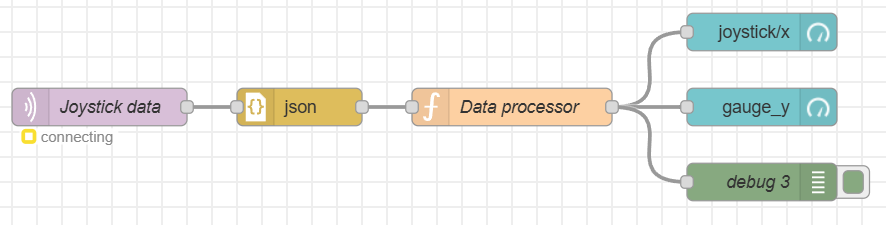 joystick/x
Joystick data
json
Data processor
gauge_y
connecting
debug 3